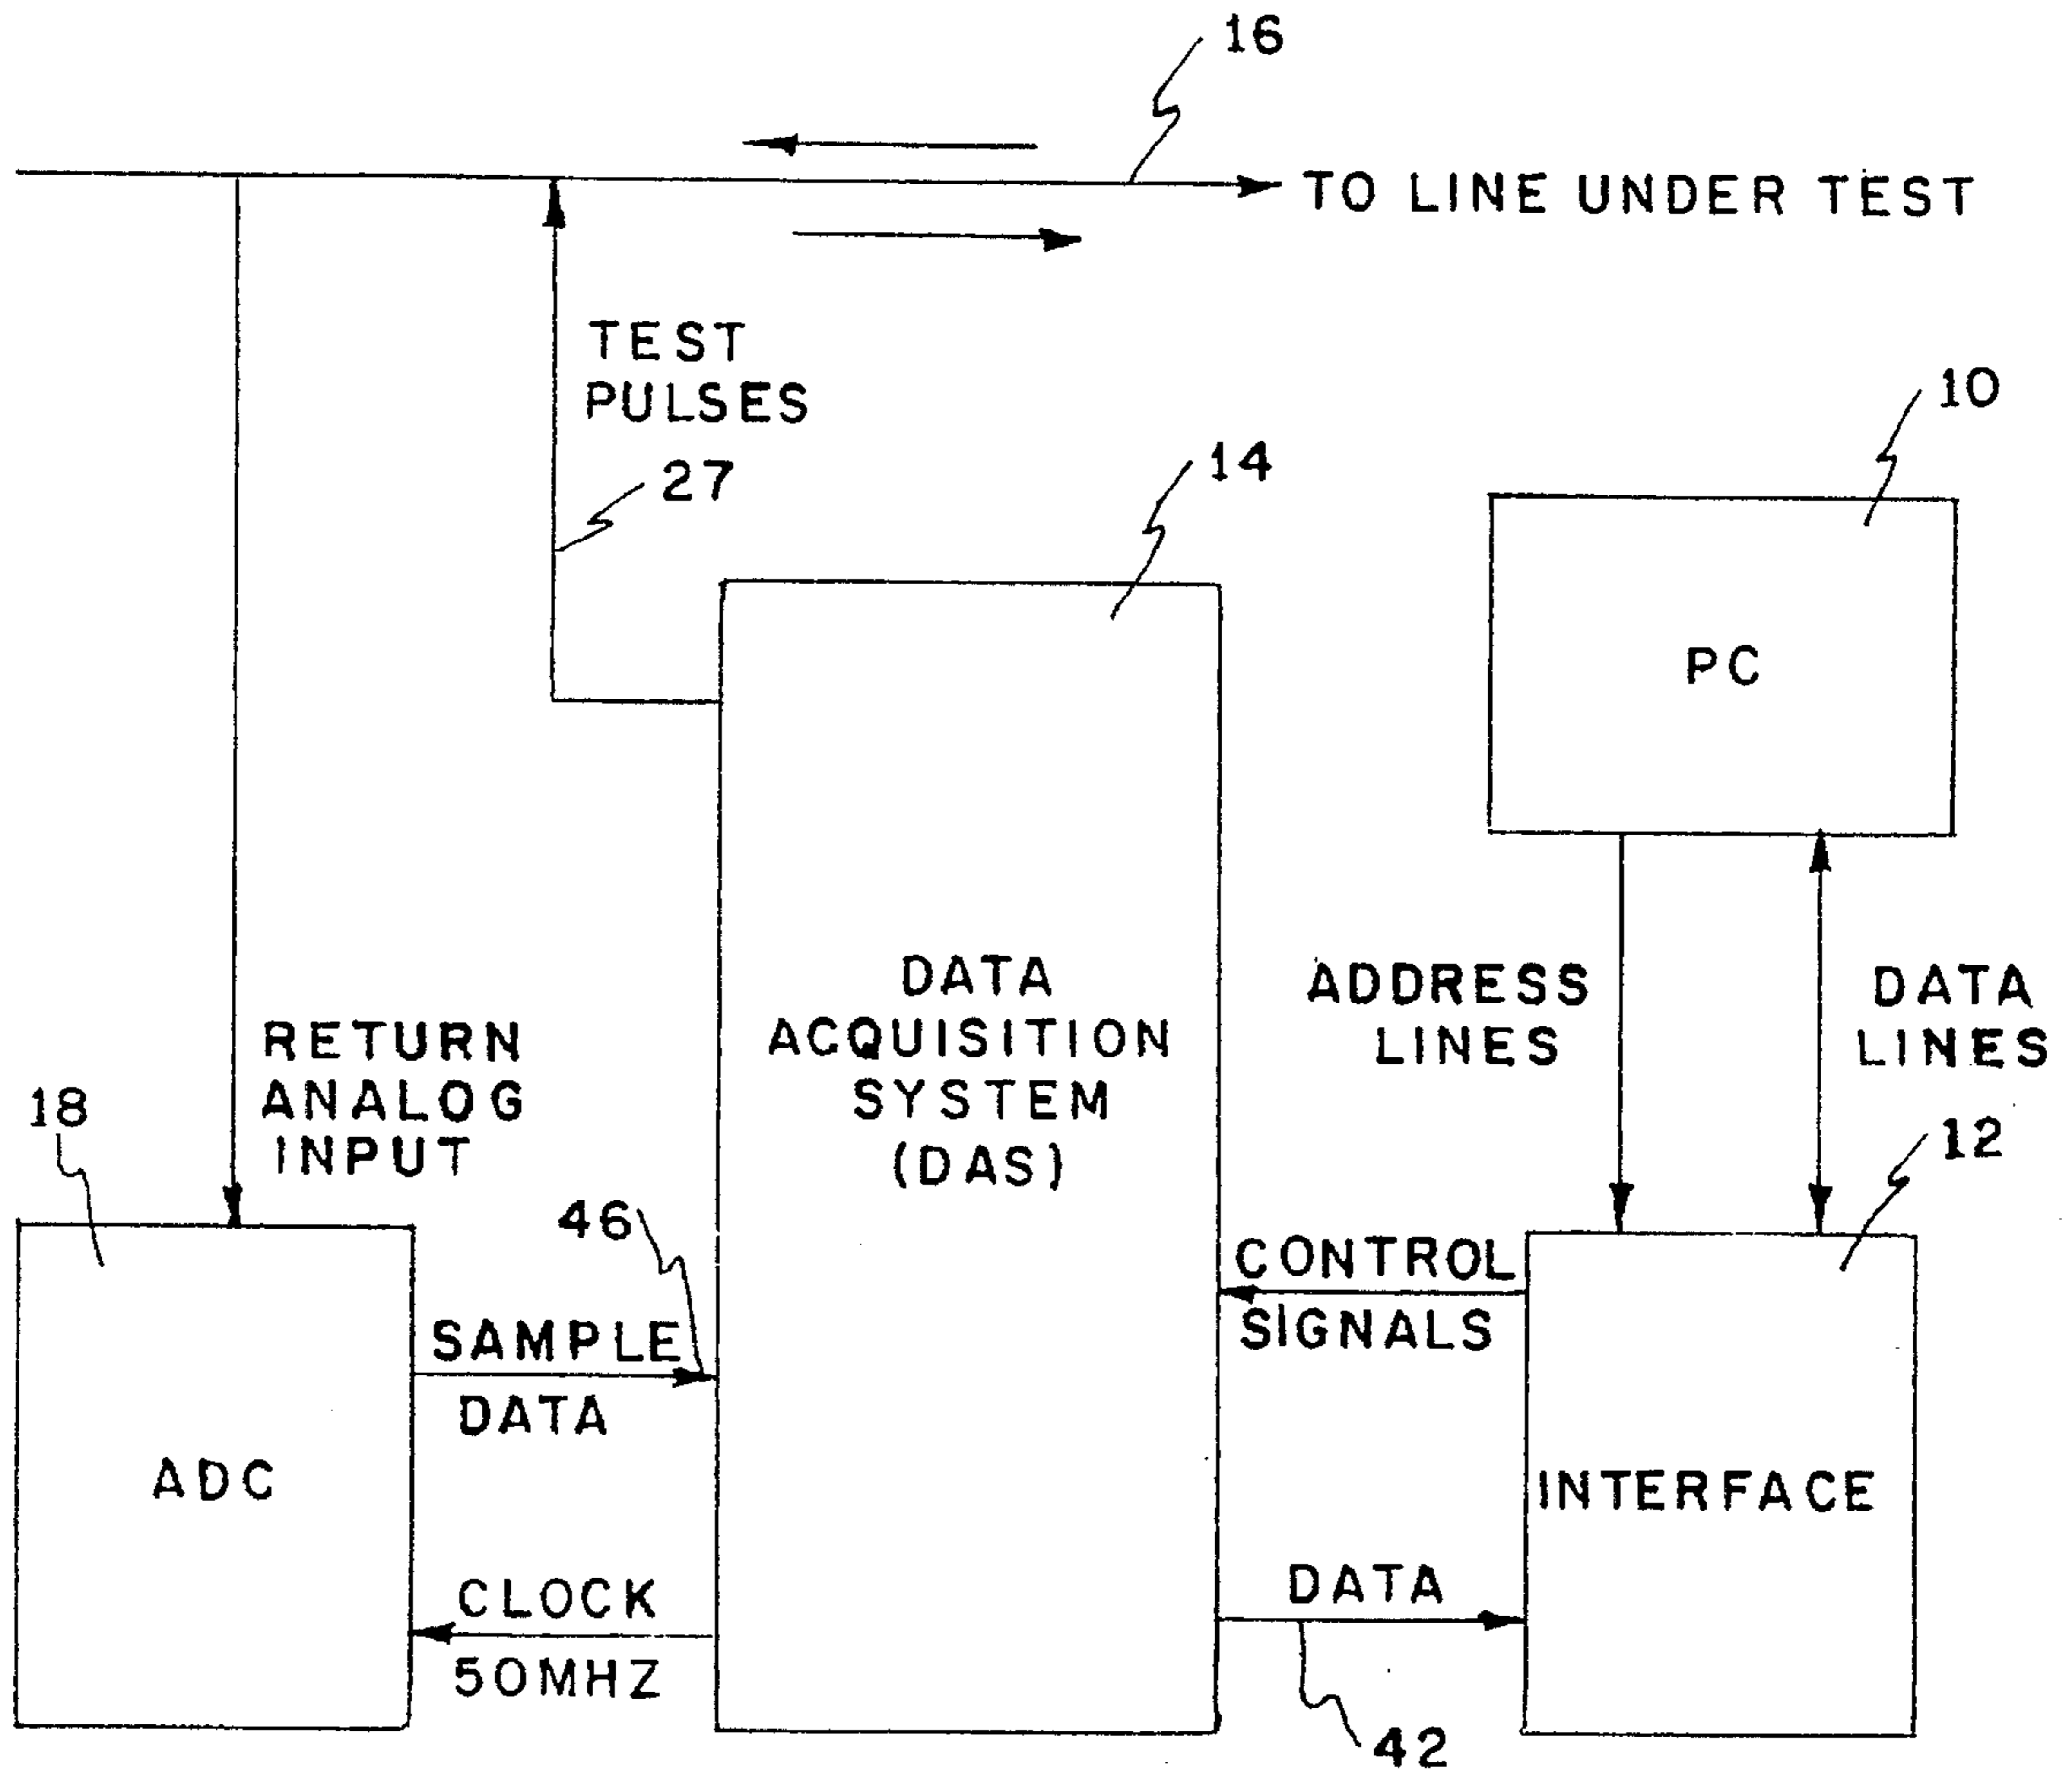 16
TO LINE UNDER TEST
TEST
PULSES
27
14
10
PC
DATA
ACQUISITION
SYSTEM
(DAS)
ADDRESS
LINES
DATA
LINES
RETURN
ANALOG
INPUT
18
46
12
CONTROL
SIGNALS
SAMPLE
DATA
ADC
INTERFACE
CLOCK
50MHZ
DATA
42